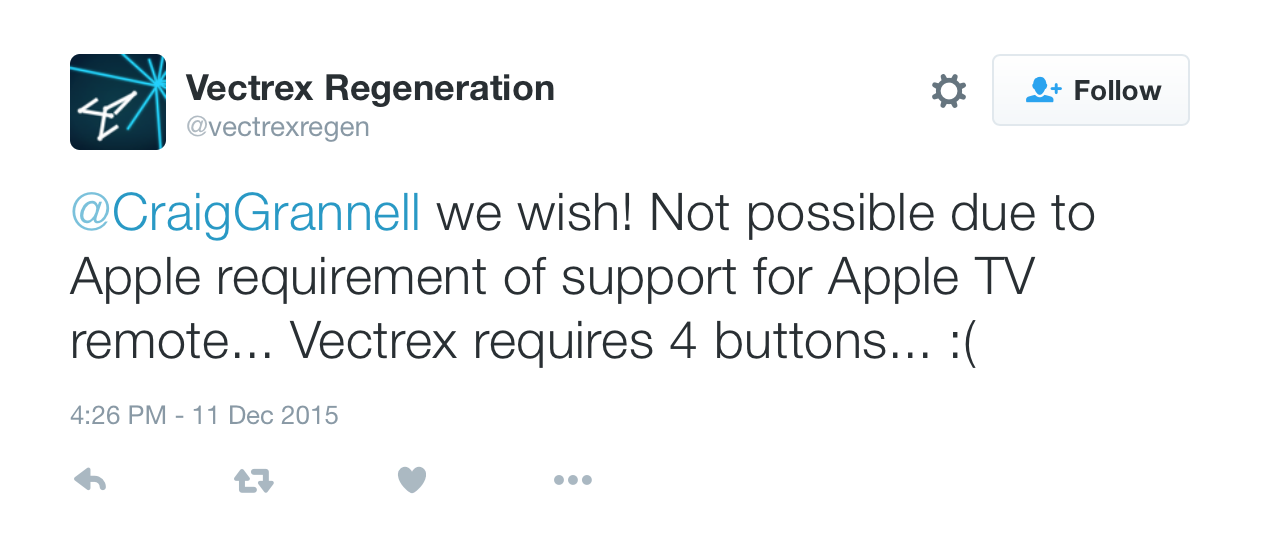 Vectrex Regeneration
@vectrexregen
Follow
@CraigGrannell we wish! Not possible due to
Apple requirement of support for Apple TV
remote... Vectrex requires 4 buttons... :(
4:26 PM - 11 Dec 2015